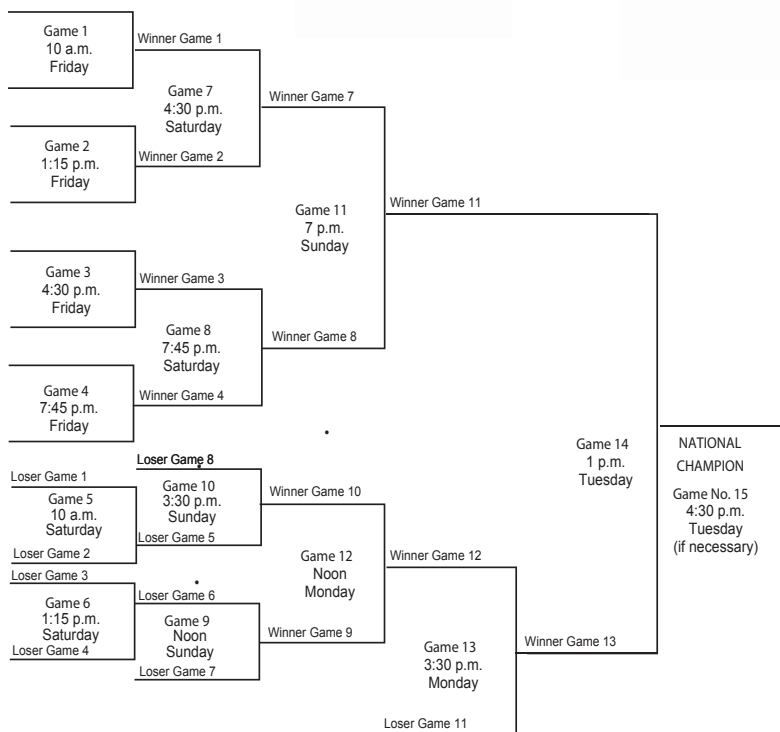 Game 1
10 a.m.
Friday
Winner Game 1
Game 7
4:30 p.m.
Saturday
Winner Game 7
Game 2
1:15 p.m.
Friday
Winner Game 2
Game 11
7 p.m.
Sunday
Winner Game 11
Game 3
4:30 p.m.
Friday
Winner Game 3
Game 8
7:45 p.m.
Saturday
Winner Game 8
Game 4
7:45 p.m.
Friday
Winner Game 4
Game 14
1 p.m.
Tuesday
NATIONAL
CHAMPION
Game No. 15
4:30 p.m.
Tuesday
(if necessary)
Loser Game 8
Loser Game 1
Game 5
10 a.m.
Saturday
Loser Game 2
Game 10
3:30 p.m.
Sunday
Loser Game 5
Winner Game 10
Game 12
Noon
Monday
Winner Game 12
Loser Game 3
Game 6
1:15 p.m.
Saturday
Loser Game 4
Loser Game 6
Game 9
Noon
Sunday
Loser Game 7
Winner Game 9
Game 13
3:30 p.m.
Monday
Winner Game 13
Loser Game 11